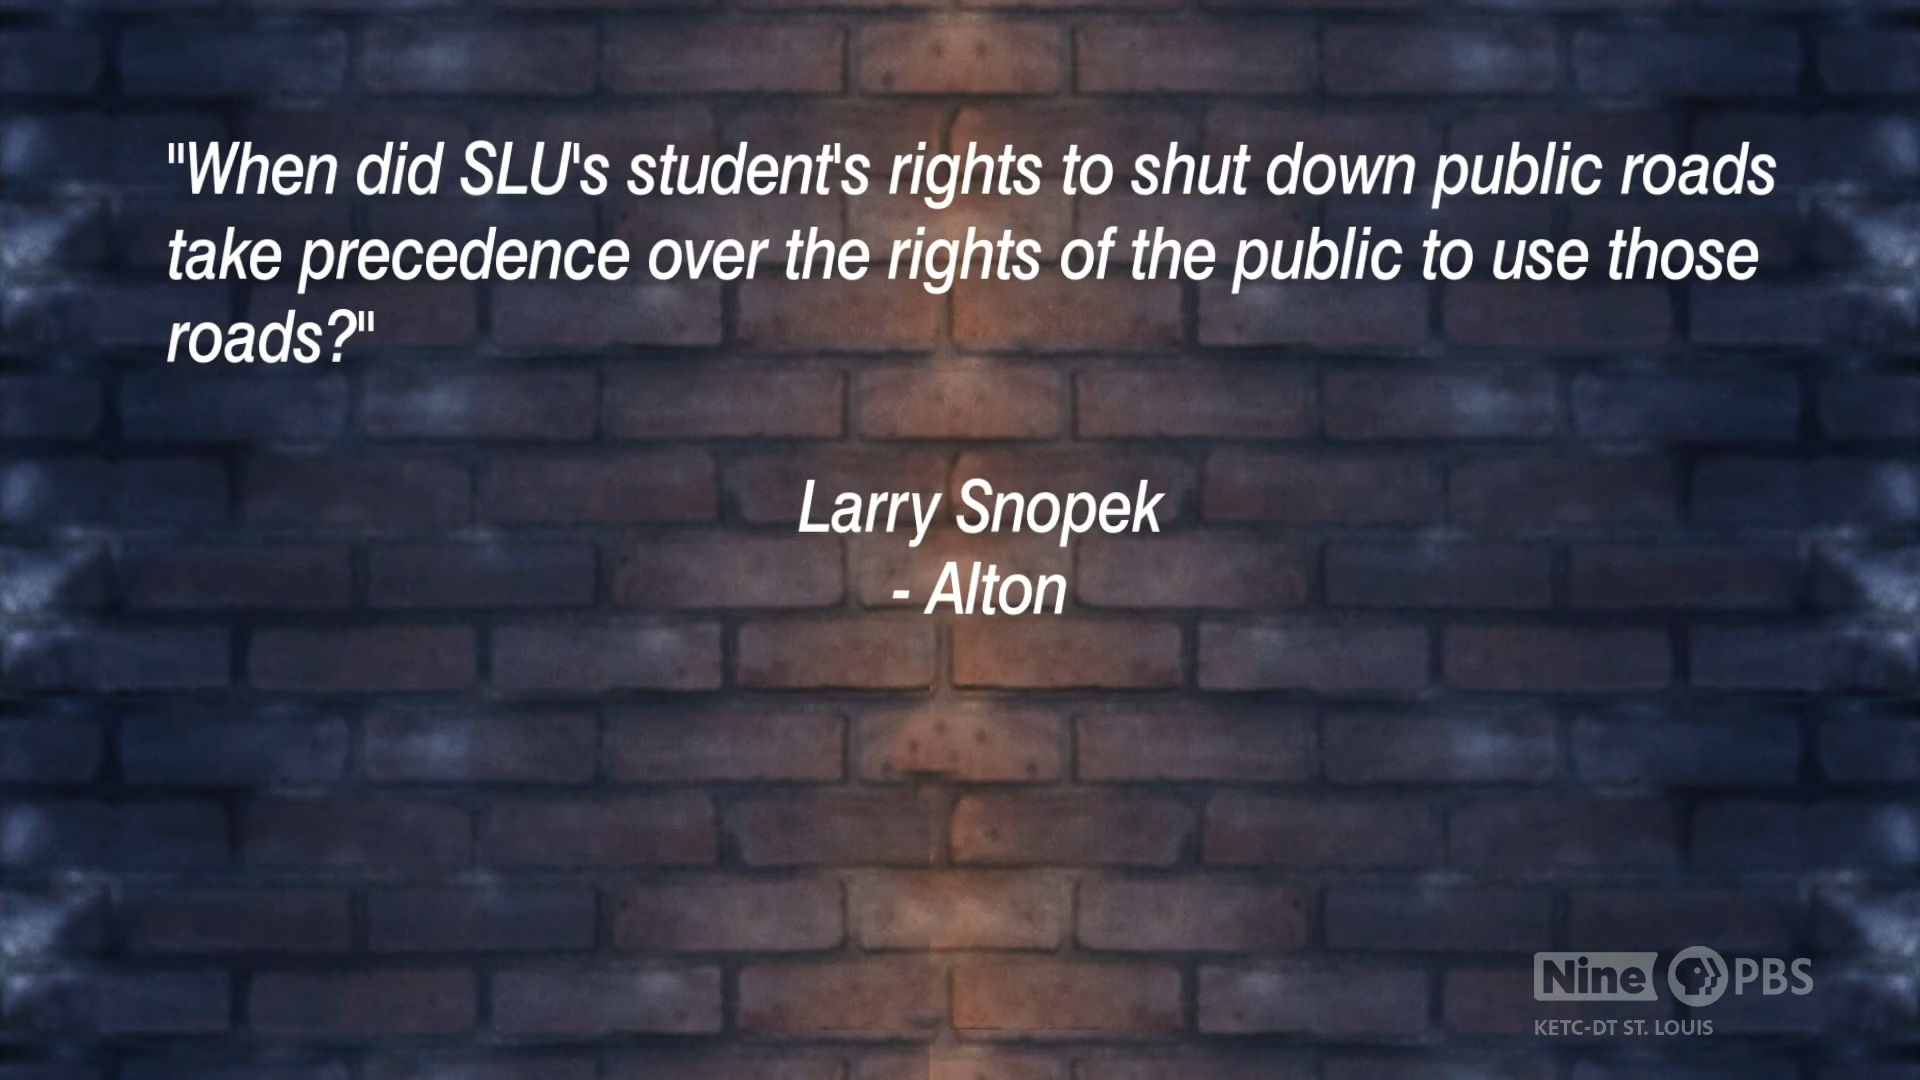 "When did SLU's student's rights to shut down public roads
take precedence over the rights of the public to use those
roads?"
Larry Snopek
- Alton
Nine PBS
KETC-DT ST. LOUIS